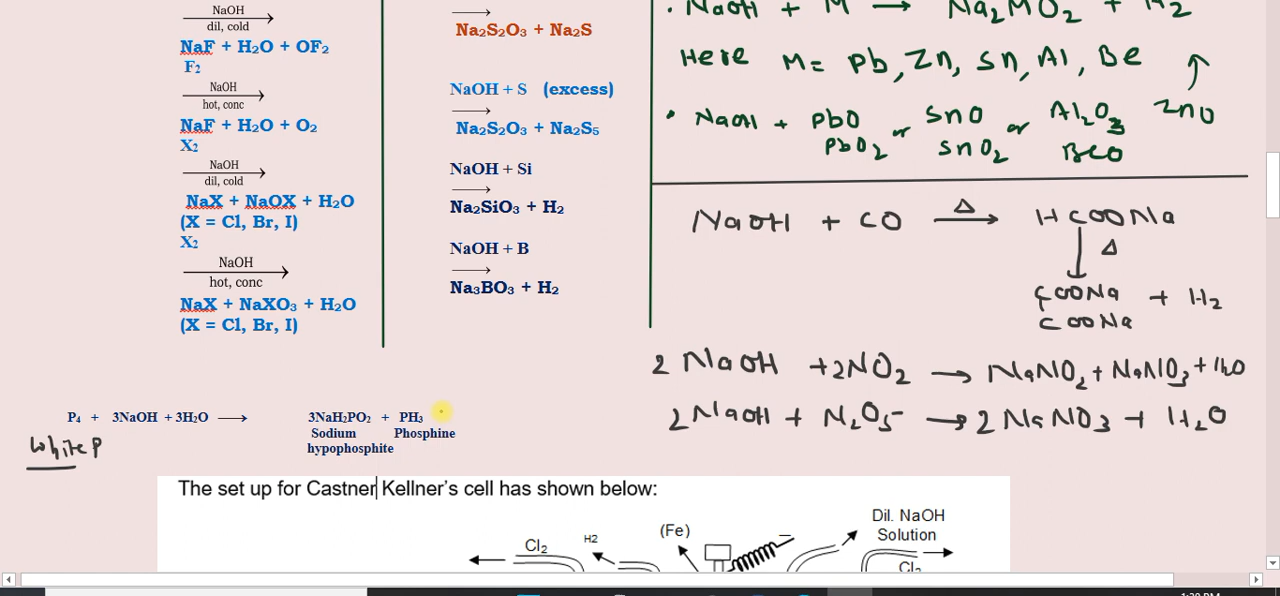 NaOH
dil, cold
NaF + H₂O + OF₂
F₂
NaOH
hot, conc
NaF + H₂O + O₂
X₂
NaOH
dil, cold
NaX + NaOX + H₂O
(X = Cl, Br, I)
X₂
NaOH
hot, conc
NaX + NaXO₃ + H₂O
(X = Cl, Br, I)
⟶
Na₂S₂O₃ + Na₂S
NaOH + S (excess)
⟶
Na₂S₂O₃ + Na₂S₅
NaOH + Si
⟶
Na₂SiO₃ + H₂
NaOH + B
⟶
Na₃BO₃ + H₂
• NaOH + M ⟶ Na₂MO₂ + H₂
Here M = Pb, Zn, Sn, Al, Be ↑
• NaOH + PbO or SnO or Al₂O₃ ZnO
PbO₂ SnO₂ BeO
NaOH + CO Δ⟶ HCOONa
↓ Δ
COONa + H₂
COONa
2 NaOH + 2NO₂ ⟶ NaNO₂ + NaNO₃ + H₂O
2NaOH + N₂O₅ ⟶ 2NaNO₃ + H₂O
P₄ + 3NaOH + 3H₂O ⟶ 3NaH₂PO₂ + PH₃
Sodium Phosphine
hypophosphite
White P
The set up for Castner Kellner's cell has shown below:
Dil. NaOH
Solution
(Fe)
H2
Cl₂
Cl₂